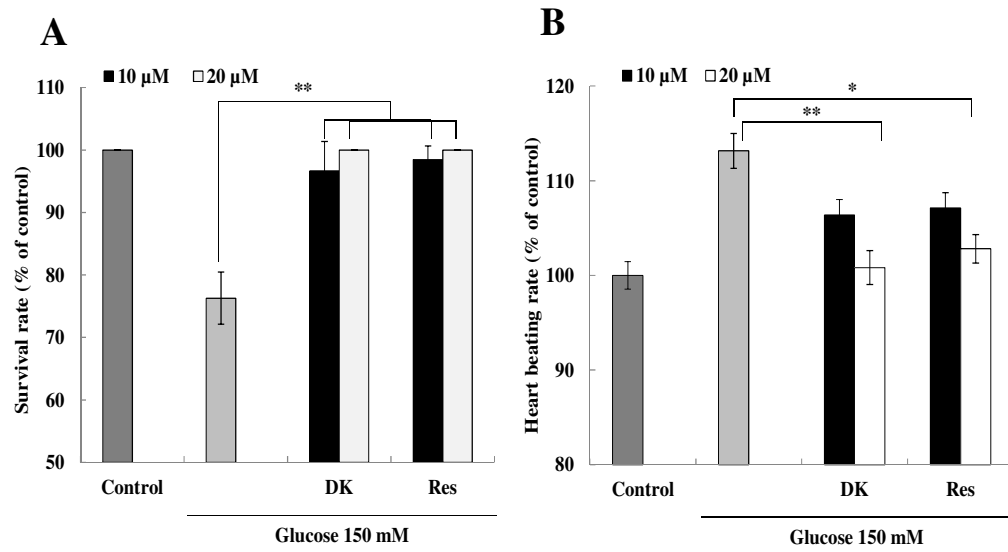 A
10 µM 20 µM
**
Survival rate (% of control)
110
100
90
80
70
60
50
Control DK Res
Glucose 150 mM
B
10 µM 20 µM
*
**
Heart beating rate (% of control)
120
110
100
90
80
Control DK Res
Glucose 150 mM